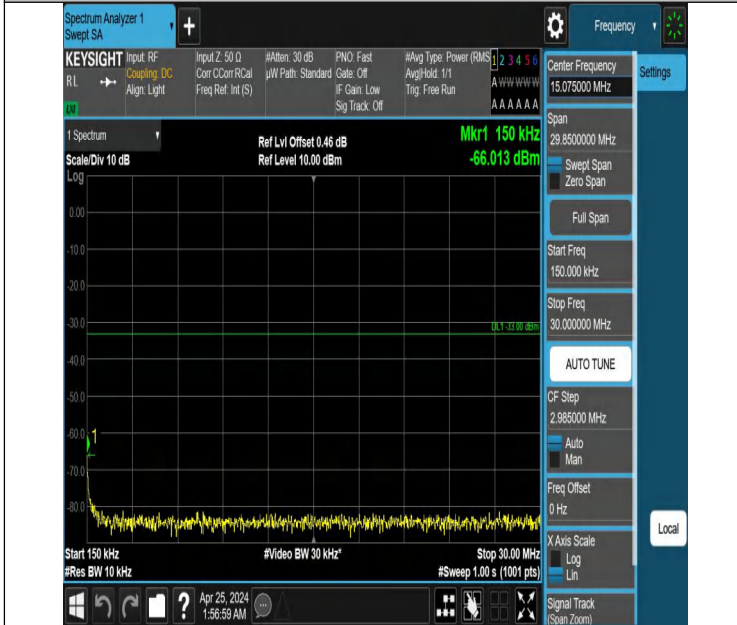 Spectrum Analyzer 1
Swept SA
+
Frequency
KEYSIGHT
RL
Input: RF
Coupling: DC
Align: Light
Input Z: 50 Ω
Corr CCorr RCal
Freq Ref: Int (S)
#Atten: 30 dB
µW Path: Standard
PNO: Fast
Gate: Off
IF Gain: Low
Sig Track: Off
#Avg Type: Power (RMS
Avg|Hold: 1/1
Trig: Free Run
1 2 3 4 5 6
A W W W W W
A A A A A A
1 Spectrum
Scale/Div 10 dB
Log
Ref Lvl Offset 0.46 dB
Ref Level 10.00 dBm
Mkr1 150 kHz
-66.013 dBm
0.00
-10.0
-20.0
-30.0
DL1 -33.00 dBm
-40.0
-50.0
-60.0
1
-70.0
-80.0
Start 150 kHz
#Video BW 30 kHz*
Stop 30.00 MHz
#Res BW 10 kHz
#Sweep 1.00 s (1001 pts)
?
Apr 25, 2024
1:56:59 AM
Center Frequency
15.075000 MHz
Settings
Span
29.8500000 MHz
Swept Span
Zero Span
Full Span
Start Freq
150.000 kHz
Stop Freq
30.000000 MHz
AUTO TUNE
CF Step
2.985000 MHz
Auto
Man
Freq Offset
0 Hz
X Axis Scale
Log
Lin
Local
Signal Track
(Span Zoom)